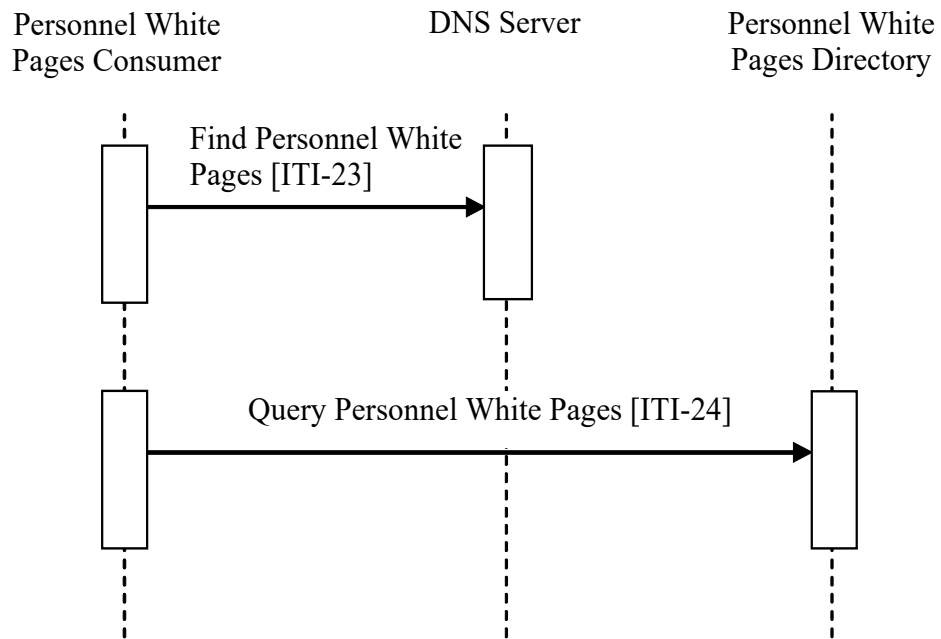 Personnel White
Pages Consumer
DNS Server
Personnel White
Pages Directory
Find Personnel White
Pages [ITI-23]
Query Personnel White Pages [ITI-24]